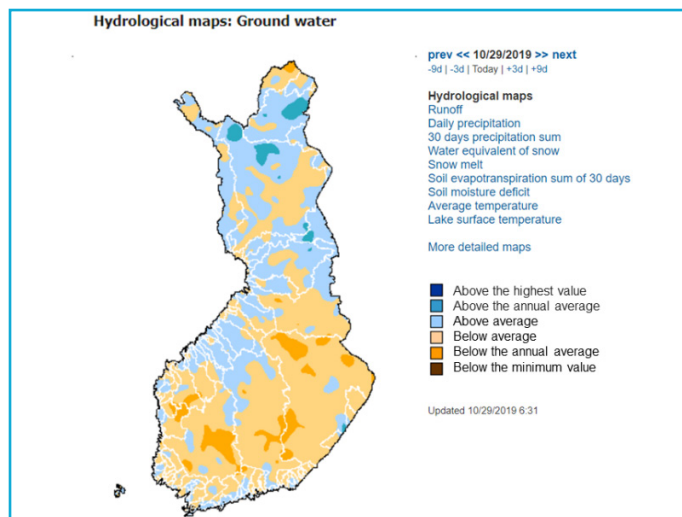 Hydrological maps: Ground water
prev << 10/29/2019 >> next
-9d | -3d | Today | +3d | +9d
Hydrological maps
Runoff
Daily precipitation
30 days precipitation sum
Water equivalent of snow
Snow melt
Soil evapotranspiration sum of 30 days
Soil moisture deficit
Average temperature
Lake surface temperature
More detailed maps
Above the highest value
Above the annual average
Above average
Below average
Below the annual average
Below the minimum value
Updated 10/29/2019 6:31